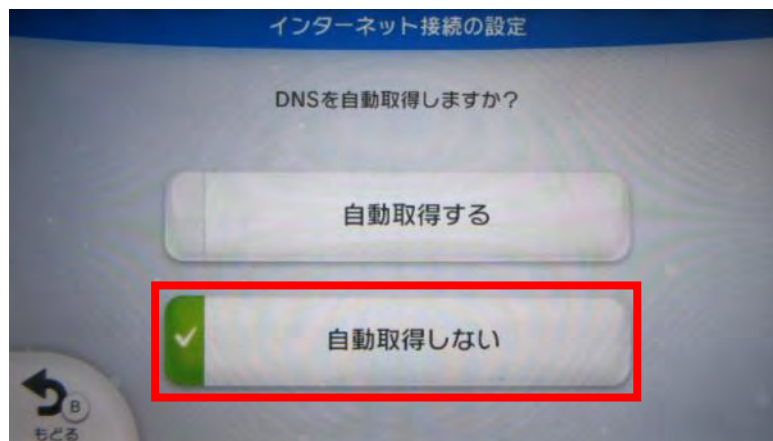 インターネット接続の設定
DNSを自動取得しますか？
自動取得する
自動取得しない
B
もどる